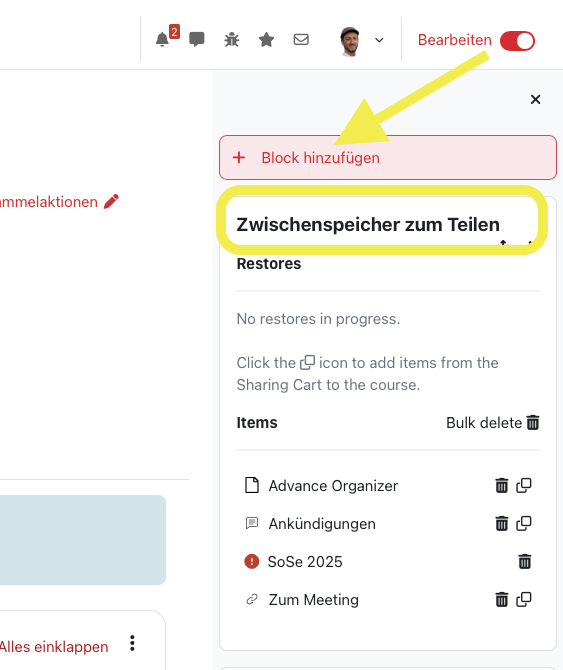 2
Bearbeiten
Block hinzufügen
ammelaktionen
Zwischenspeicher zum Teilen
Restores
No restores in progress.
Click the icon to add items from the
Sharing Cart to the course.
Items Bulk delete
Advance Organizer
Ankündigungen
SoSe 2025
Zum Meeting
Alles einklappen